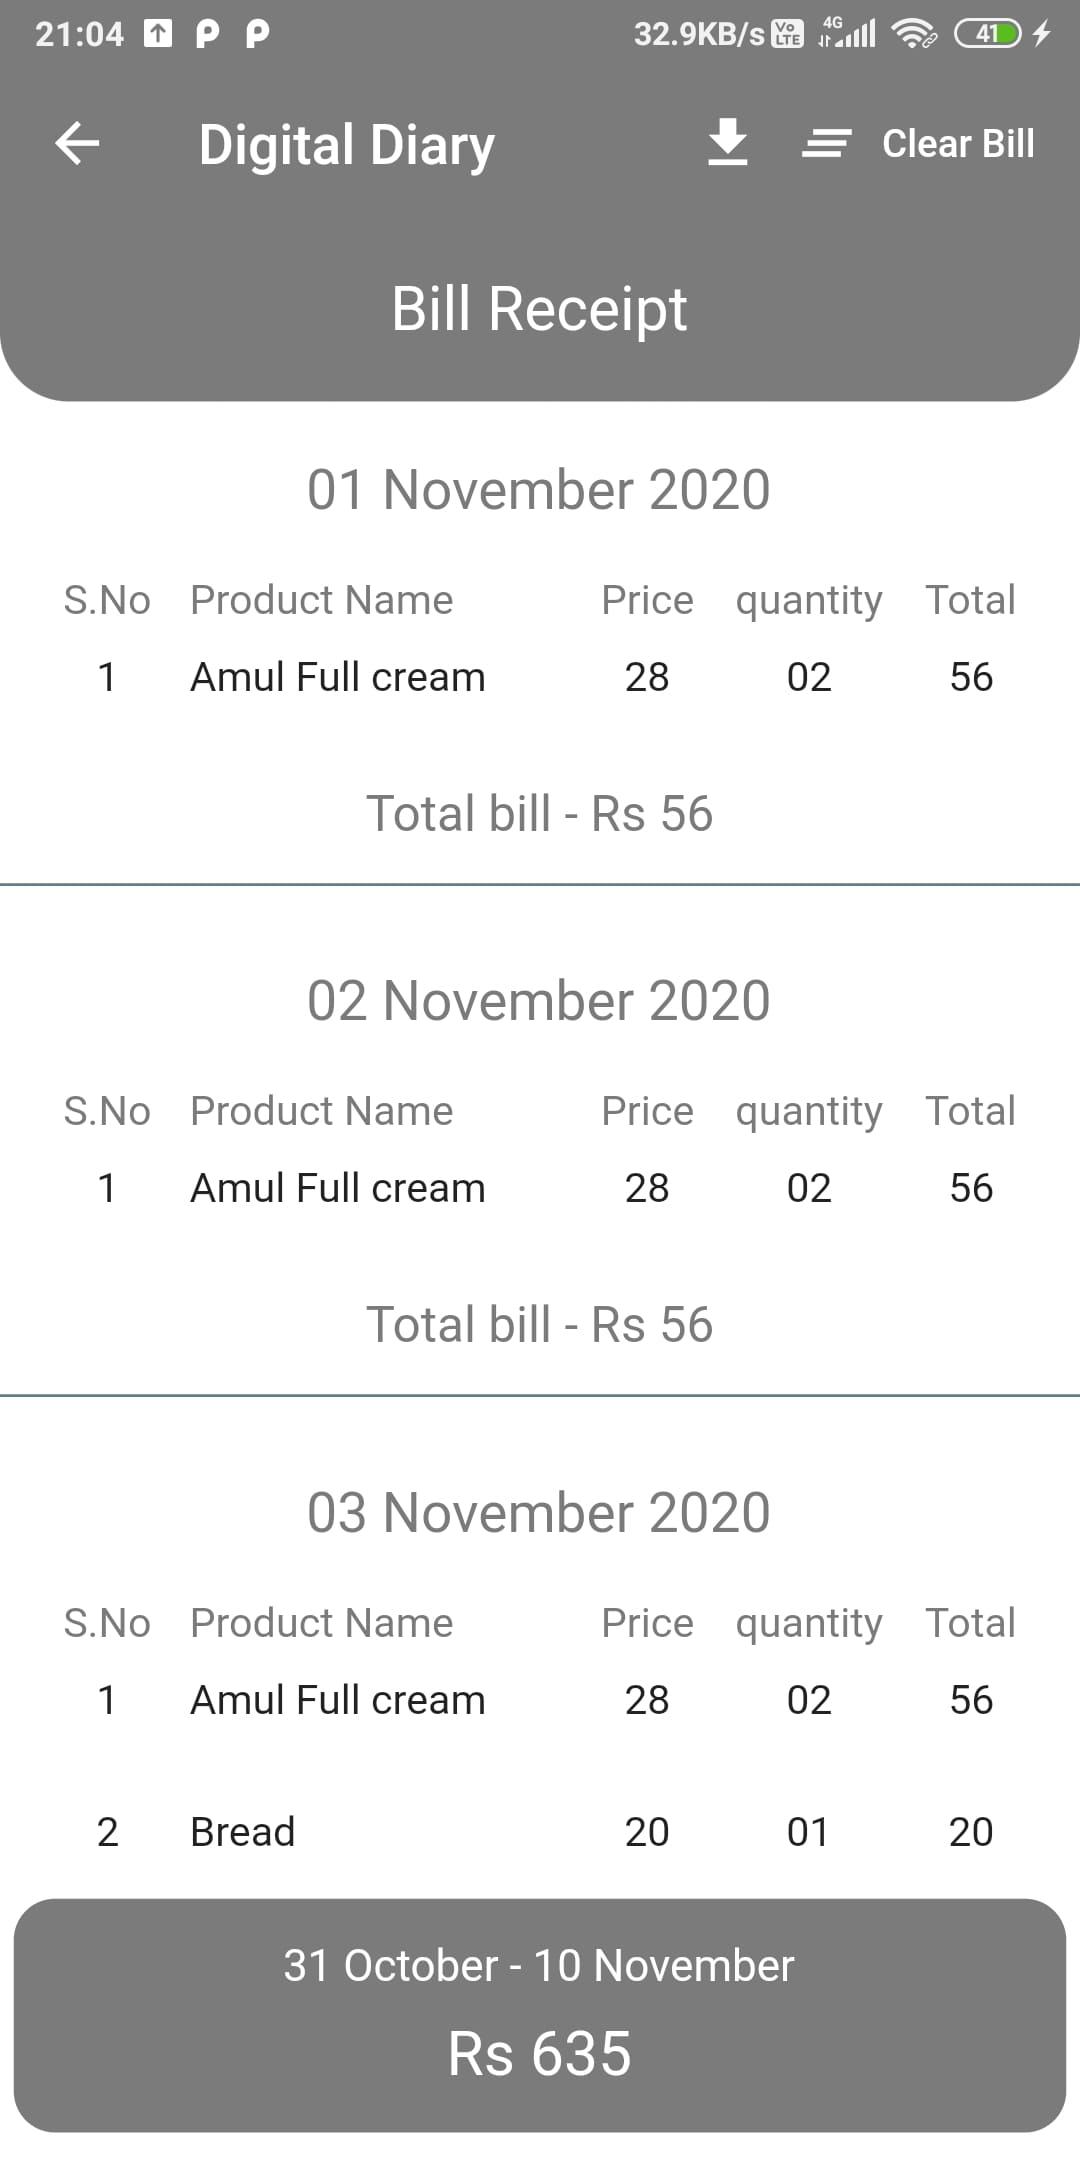 21:04 32.9KB/s Vo LTE 4G 41
Digital Diary Clear Bill
Bill Receipt
01 November 2020
S.No Product Name Price quantity Total
1 Amul Full cream 28 02 56
Total bill - Rs 56
02 November 2020
S.No Product Name Price quantity Total
1 Amul Full cream 28 02 56
Total bill - Rs 56
03 November 2020
S.No Product Name Price quantity Total
1 Amul Full cream 28 02 56
2 Bread 20 01 20
31 October - 10 November
Rs 635